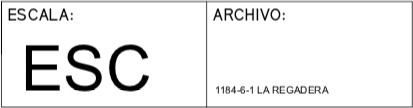 ESCALA:
ESC
ARCHIVO:
1184-6-1 LA REGADERA